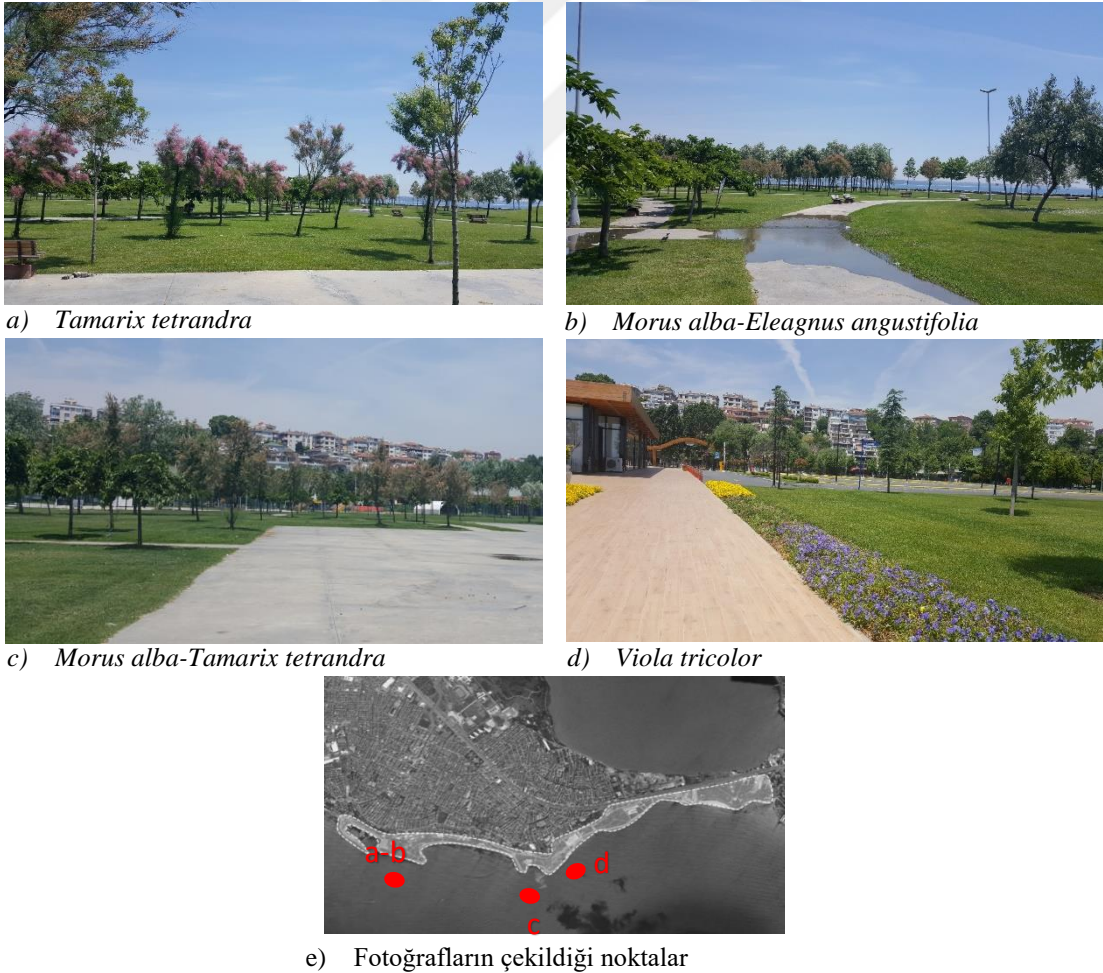 a) Tamarix tetrandra
b) Morus alba-Eleagnus angustifolia
c) Morus alba-Tamarix tetrandra
d) Viola tricolor
a-b
d
c
e) Fotoğrafların çekildiği noktalar